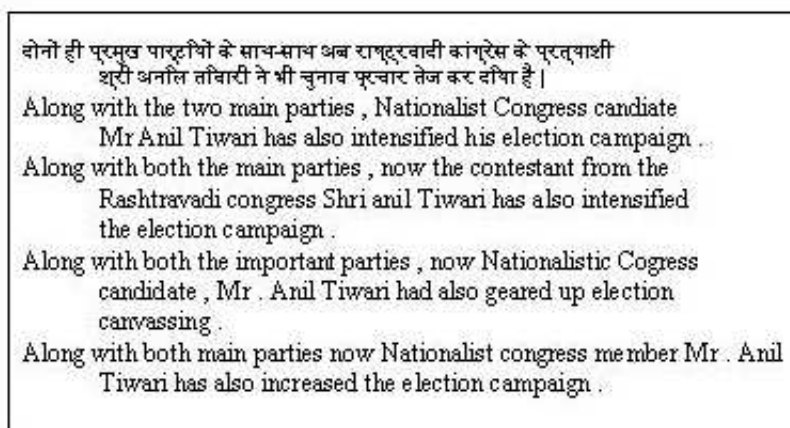 दोनों ही प्रमुख पार्टियों के साथ-साथ अब राष्ट्रवादी कांग्रेस के प्रत्याशी
श्री अनिल तिवारी ने भी चुनाव प्रचार तेज कर दिया है |
Along with the two main parties , Nationalist Congress candiate
Mr Anil Tiwari has also intensified his election campaign .
Along with both the main parties , now the contestant from the
Rashtravadi congress Shri anil Tiwari has also intensified
the election campaign .
Along with both the important parties , now Nationalistic Cogress
candidate , Mr . Anil Tiwari had also geared up election
canvassing .
Along with both main parties now Nationalist congress member Mr . Anil
Tiwari has also increased the election campaign .